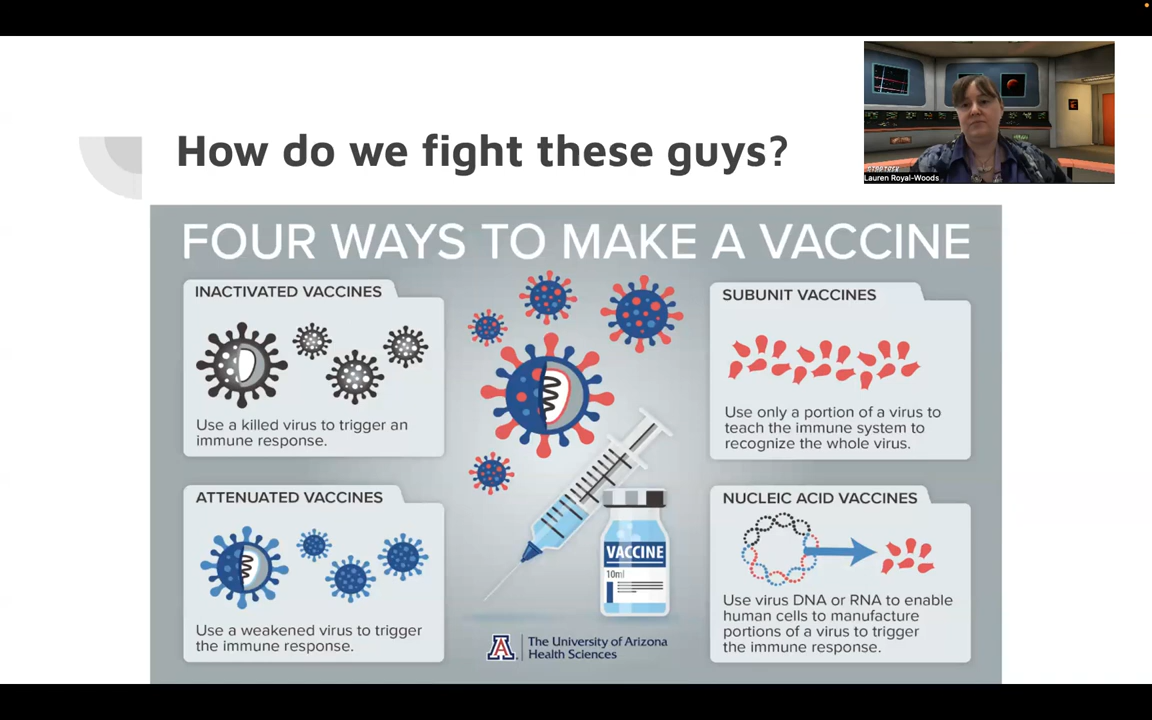 How do we fight these guys?
Lauren Royal-Woods
FOUR WAYS TO MAKE A VACCINE
INACTIVATED VACCINES
Use a killed virus to trigger an
immune response.
ATTENUATED VACCINES
Use a weakened virus to trigger
the immune response.
VACCINE
10ml
A
The University of Arizona
Health Sciences
SUBUNIT VACCINES
Use only a portion of a virus to
teach the immune system to
recognize the whole virus.
NUCLEIC ACID VACCINES
Use virus DNA or RNA to enable
human cells to manufacture
portions of a virus to trigger
the immune response.